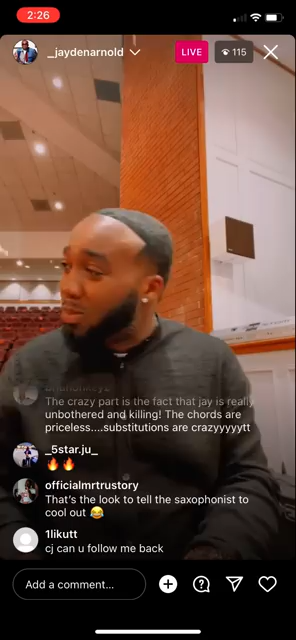 2:26
_jaydenarnold
LIVE
115
The crazy part is the fact that jay is really
unbothered and killing! The chords are
priceless....substitutions are crazyyyyytt
_5star.ju_
🔥🔥
officialmrtrustory
That's the look to tell the saxophonist to
cool out 😂
1likutt
cj can u follow me back
Add a comment...